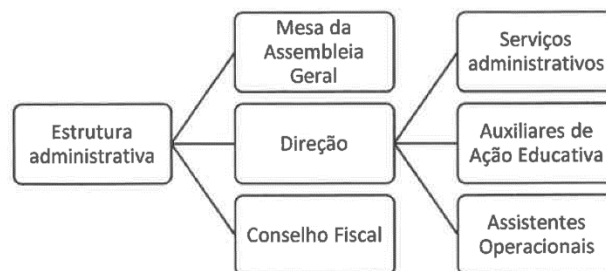 Estrutura
administrativa
Mesa da
Assembleia
Geral
Direção
Conselho Fiscal
Serviços
administrativos
Auxiliares de
Ação Educativa
Assistentes
Operacionais